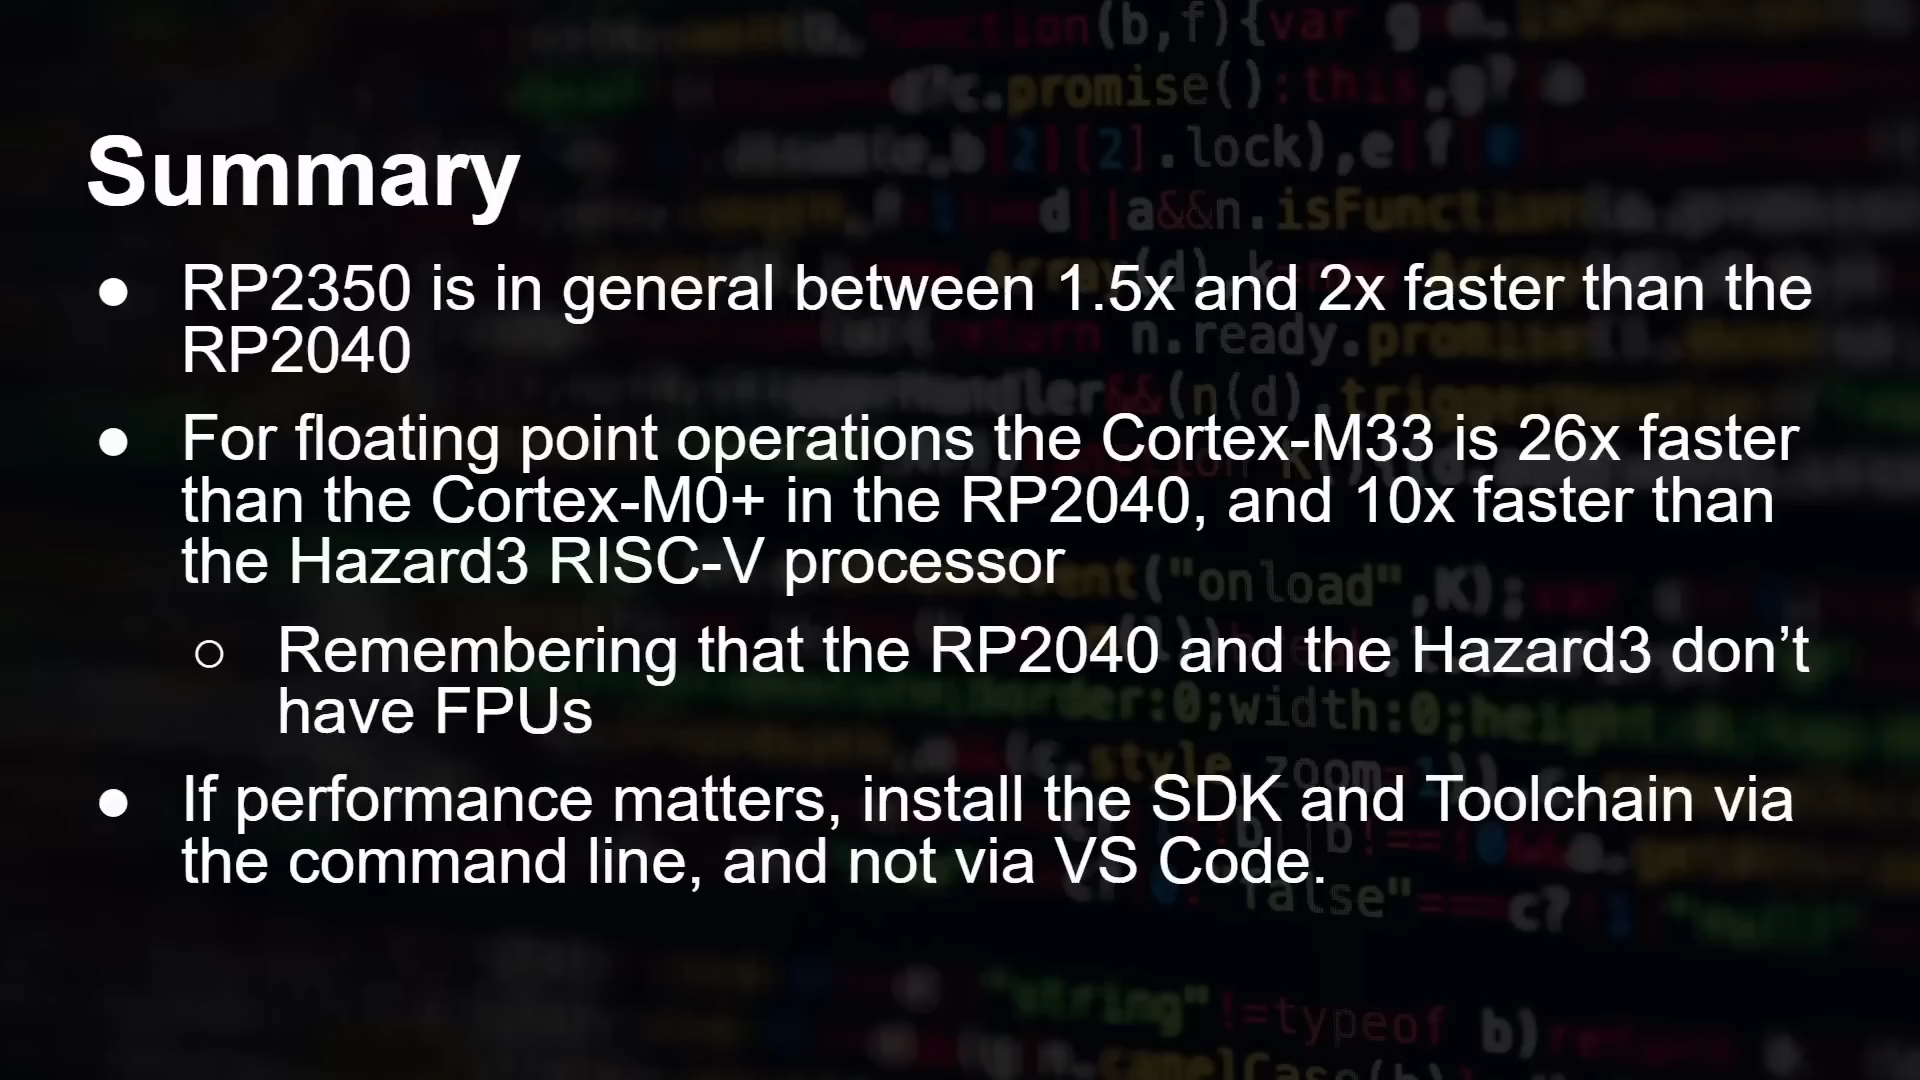 Summary
● RP2350 is in general between 1.5x and 2x faster than the
RP2040
● For floating point operations the Cortex-M33 is 26x faster
than the Cortex-M0+ in the RP2040, and 10x faster than
the Hazard3 RISC-V processor
○ Remembering that the RP2040 and the Hazard3 don’t
have FPUs
● If performance matters, install the SDK and Toolchain via
the command line, and not via VS Code.